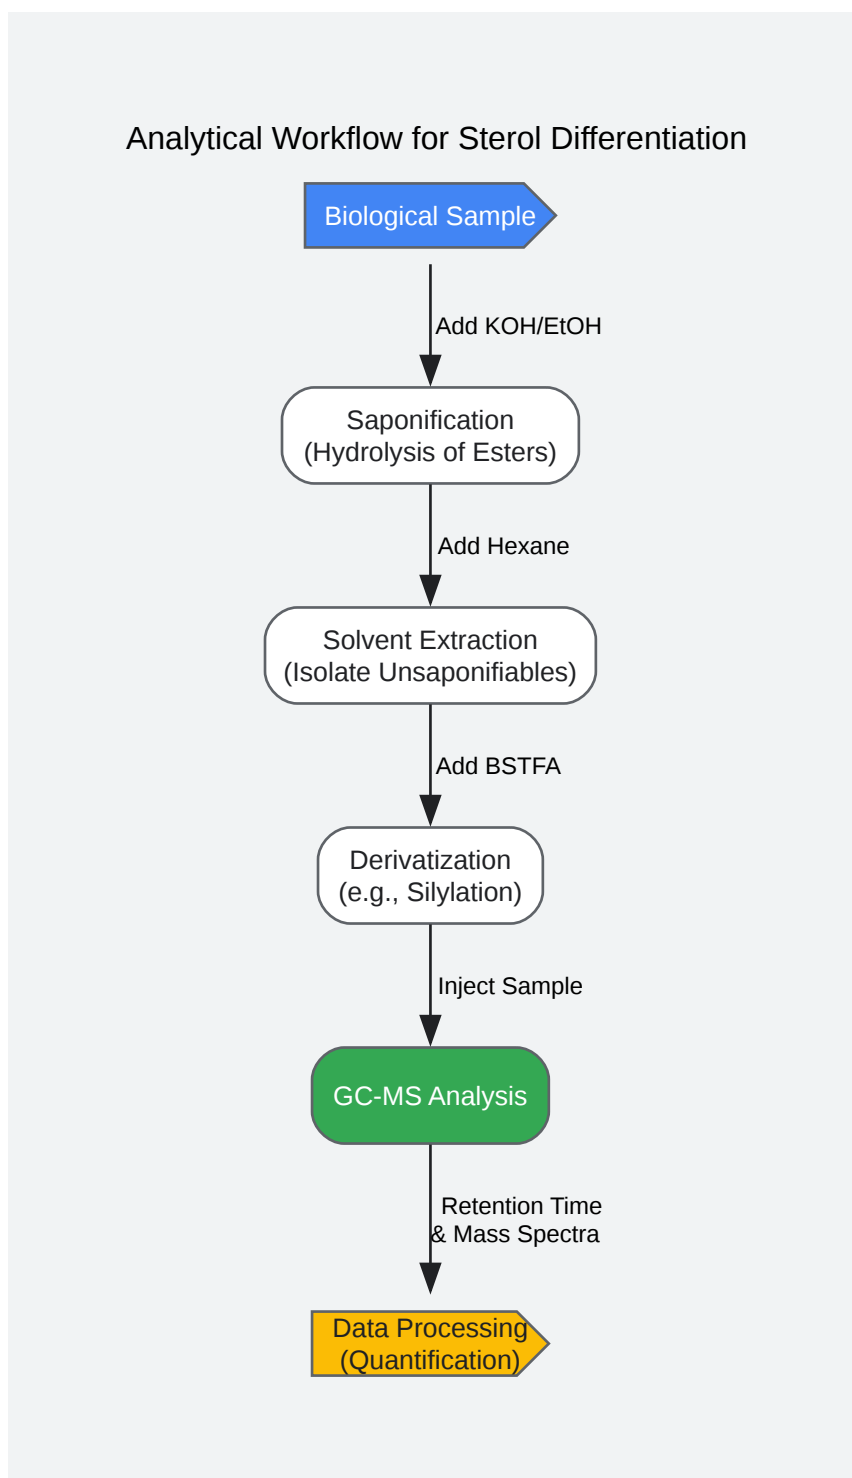 Analytical Workflow for Sterol Differentiation
Biological Sample
Add KOH/EtOH
Saponification
(Hydrolysis of Esters)
Add Hexane
Solvent Extraction
(Isolate Unsaponifiables)
Add BSTFA
Derivatization
(e.g., Silylation)
Inject Sample
GC-MS Analysis
Retention Time
& Mass Spectra
Data Processing
(Quantification)